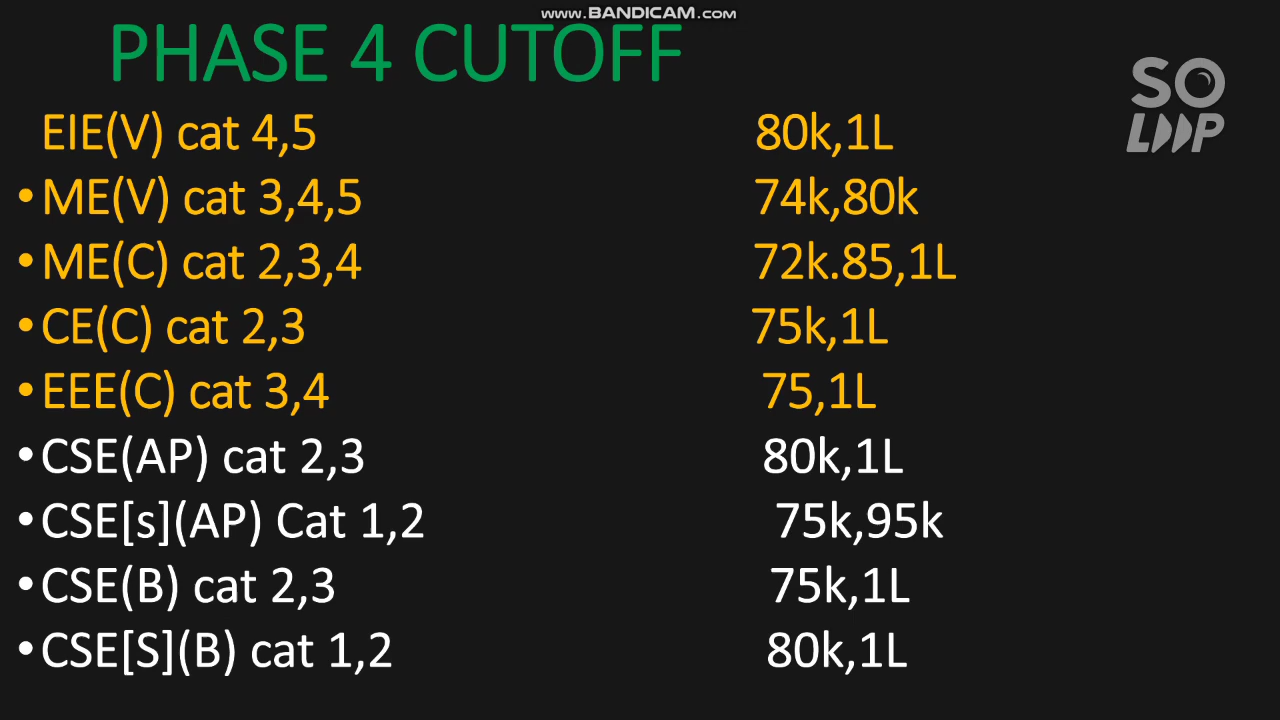 www.BANDICAM.com
PHASE 4 CUTOFF
SO
LOOP
EIE(V) cat 4,5 80k,1L
• ME(V) cat 3,4,5 74k,80k
• ME(C) cat 2,3,4 72k.85,1L
• CE(C) cat 2,3 75k,1L
• EEE(C) cat 3,4 75,1L
• CSE(AP) cat 2,3 80k,1L
• CSE[s](AP) Cat 1,2 75k,95k
• CSE(B) cat 2,3 75k,1L
• CSE[S](B) cat 1,2 80k,1L